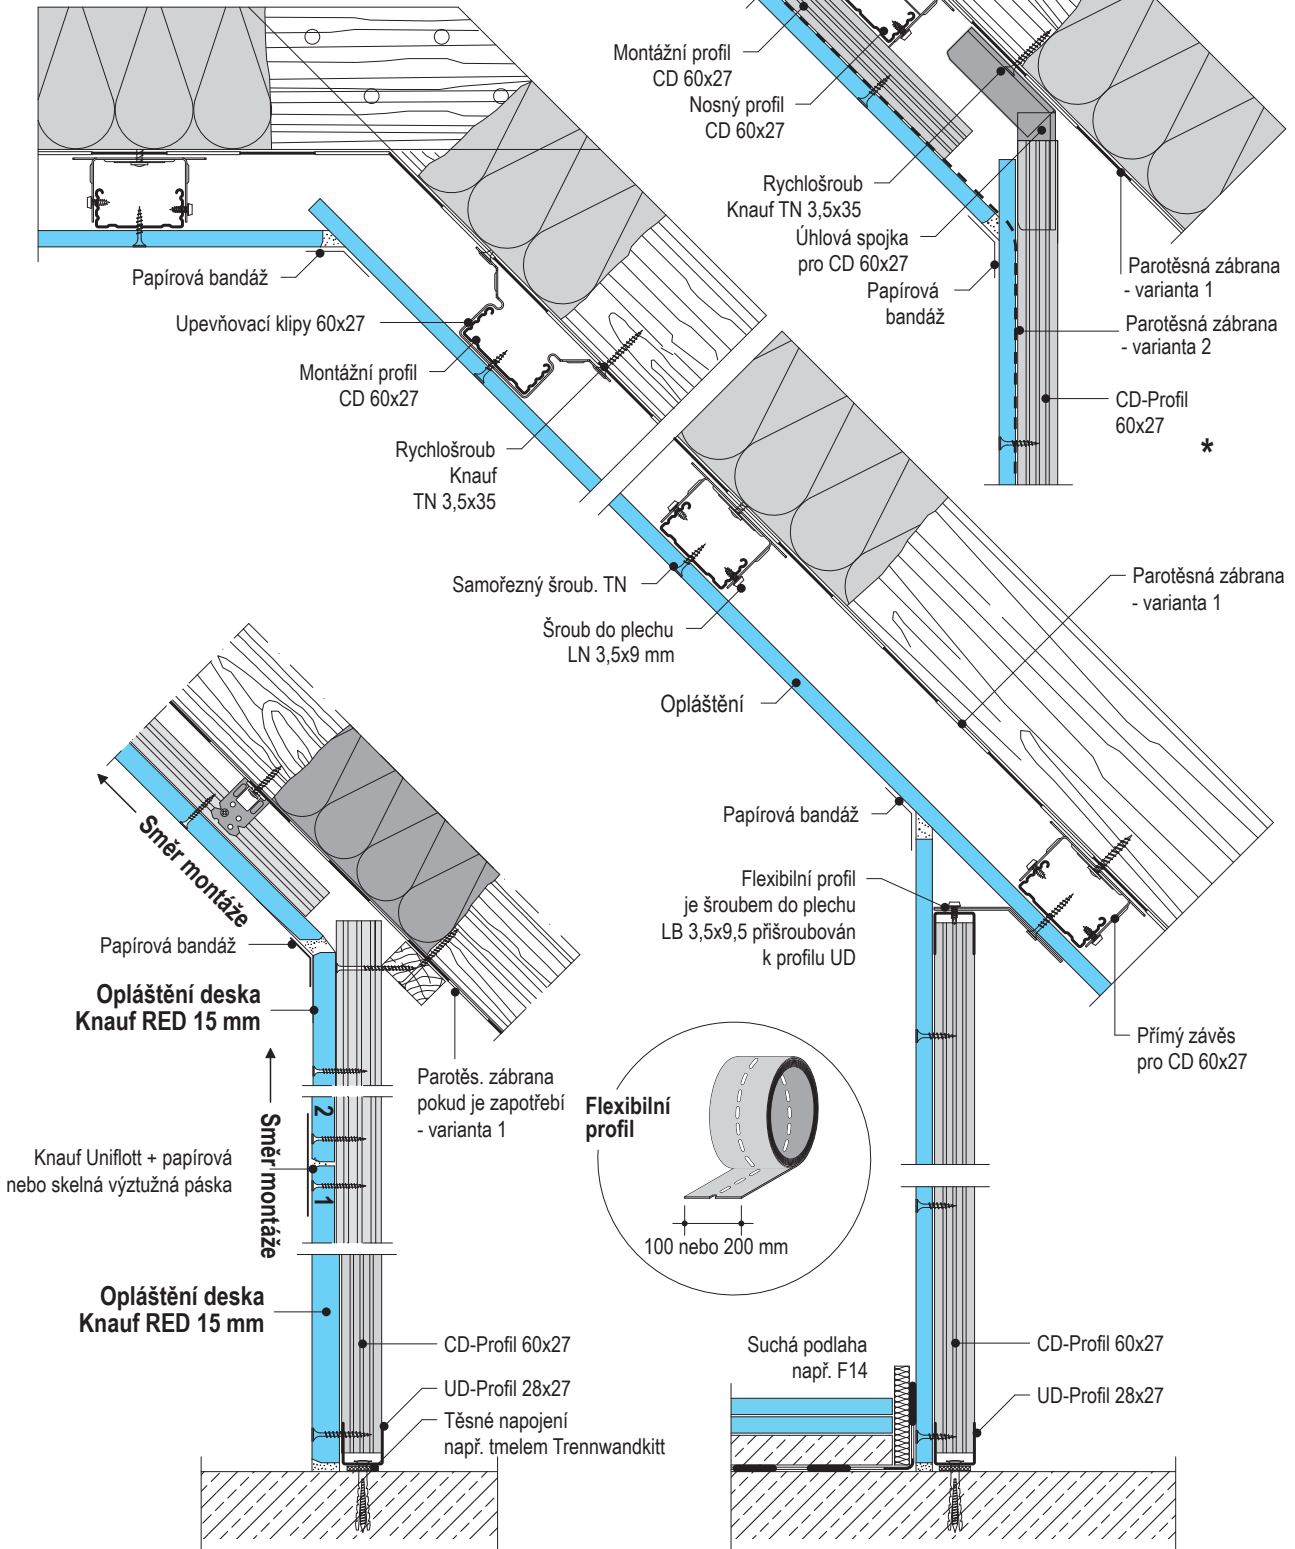 Montážní profil
CD 60x27
Nosný profil
CD 60x27
Rychlošroub
Knauf TN 3,5x35
Úhlová spojka
pro CD 60x27
Papírová
bandáž
Parotěsná zábrana
- varianta 1
Parotěsná zábrana
- varianta 2
CD-Profil
60x27
*
Papírová bandáž
Upevňovací klipy 60x27
Montážní profil
CD 60x27
Rychlošroub
Knauf
TN 3,5x35
Samořezný šroub. TN
Šroub do plechu
LN 3,5x9 mm
Opláštění
Parotěsná zábrana
- varianta 1
Papírová bandáž
Flexibilní profil
je šroubem do plechu
LB 3,5x9,5 přišroubován
k profilu UD
Přímý závěs
pro CD 60x27
Směr montáže
Papírová bandáž
Opláštění deska
Knauf RED 15 mm
Parotěs. zábrana
pokud je zapotřebí
- varianta 1
Směr montáže
2
1
Knauf Uniflott + papírová
nebo skelná výztužná páska
Opláštění deska
Knauf RED 15 mm
Flexibilní
profil
100 nebo 200 mm
CD-Profil 60x27
UD-Profil 28x27
Těsné napojení
např. tmelem Trennwandkitt
Suchá podlaha
např. F14
CD-Profil 60x27
UD-Profil 28x27